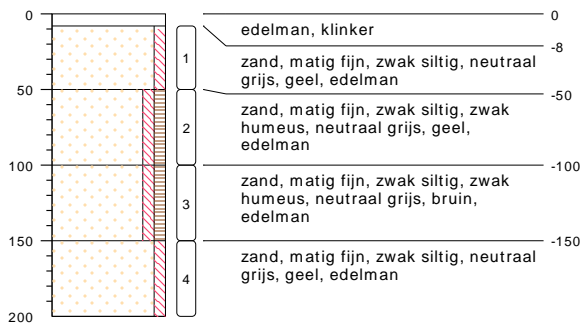 0
0
edelman, klinker
-8
1
zand, matig fijn, zwak siltig, neutraal
grijs, geel, edelman
50
-50
2
zand, matig fijn, zwak siltig, zwak
humeus, neutraal grijs, geel,
edelman
100
-100
3
zand, matig fijn, zwak siltig, zwak
humeus, neutraal grijs, bruin,
edelman
150
-150
4
zand, matig fijn, zwak siltig, neutraal
grijs, geel, edelman
200